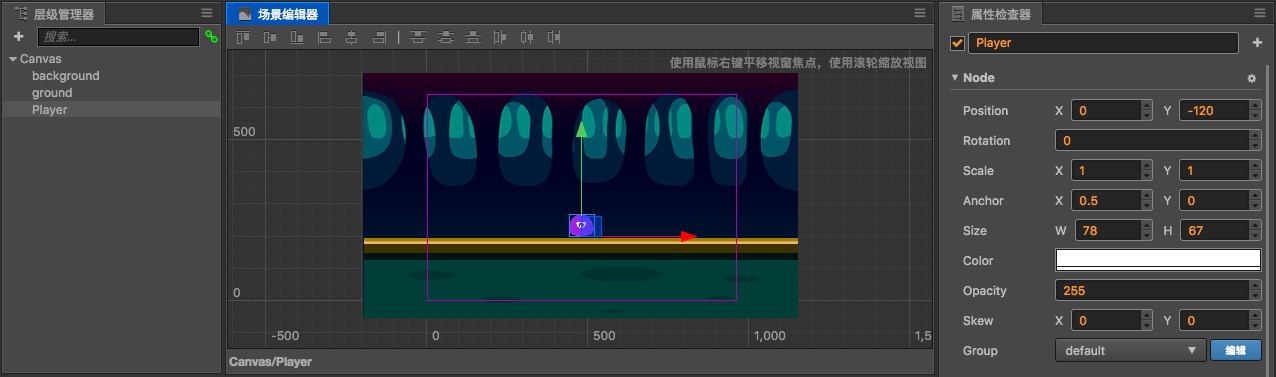 层级管理器
搜索...
Canvas
background
ground
Player
场景编辑器
使用鼠标右键平移视窗焦点，使用滚轮缩放视图
500
0
-500
0
500
1,000
1,5
Canvas/Player
属性检查器
Player
Node
Position X 0 Y -120
Rotation 0
Scale X 1 Y 1
Anchor X 0.5 Y 0
Size W 78 H 67
Color
Opacity 255
Skew X 0 Y 0
Group default 编辑